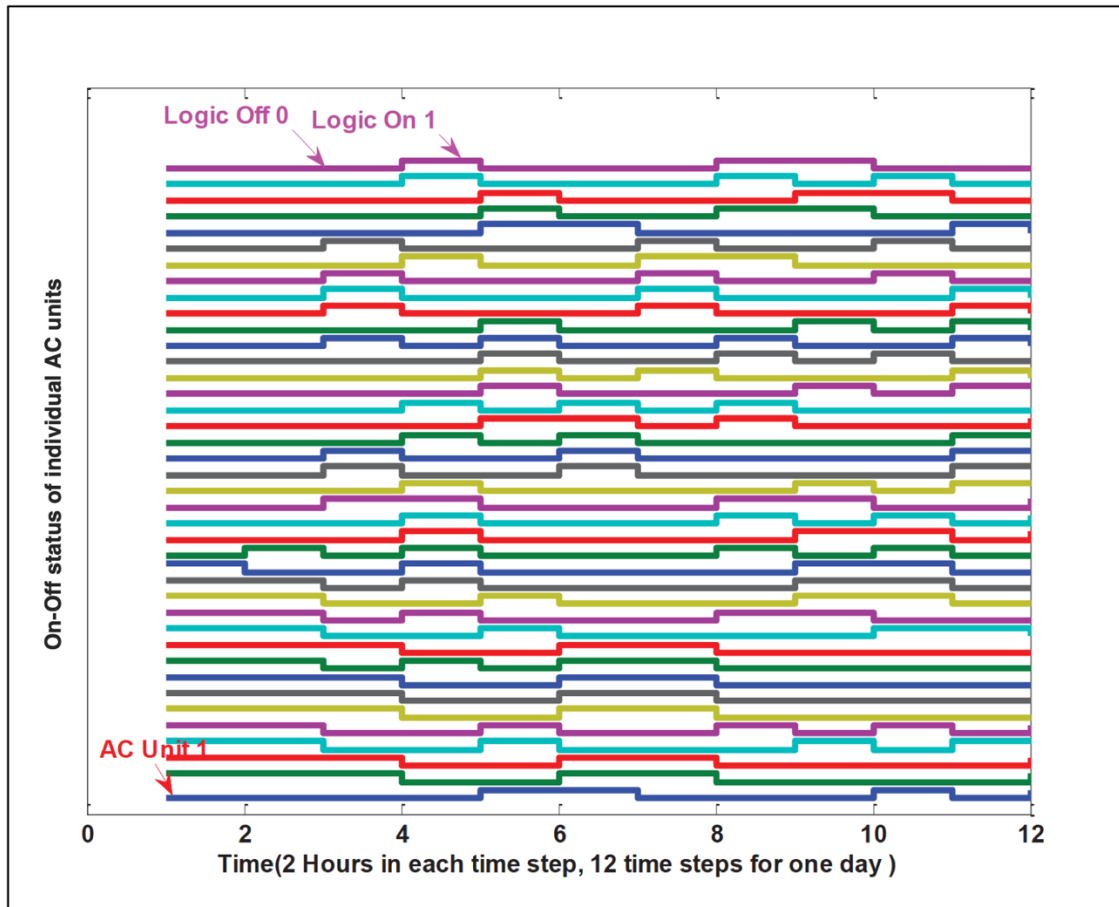 Logic Off 0
Logic On 1
On-Off status of individual AC units
AC Unit 1
0 2 4 6 8 10 12
Time(2 Hours in each time step, 12 time steps for one day )